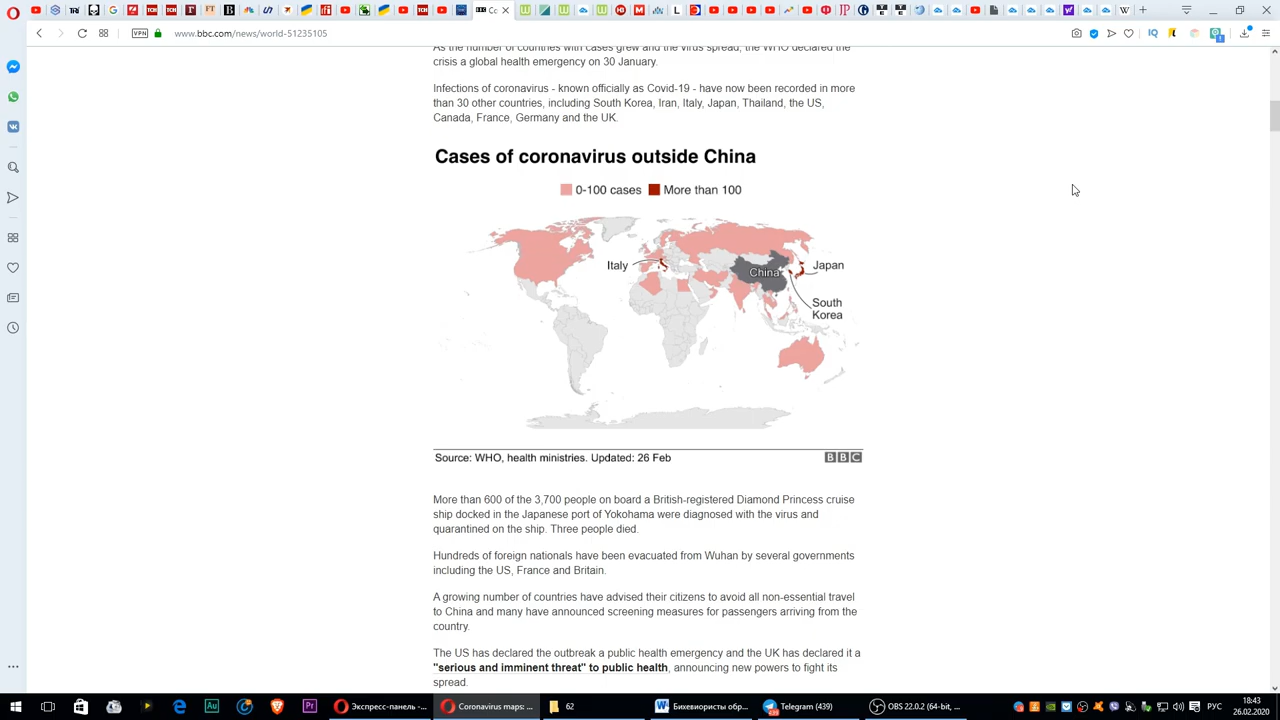 Cc
VPN
www.bbc.com/news/world-51235105
As the number of countries with cases grew and the virus spread, the WHO declared the
crisis a global health emergency on 30 January.
Infections of coronavirus - known officially as Covid-19 - have now been recorded in more
than 30 other countries, including South Korea, Iran, Italy, Japan, Thailand, the US,
Canada, France, Germany and the UK.
Cases of coronavirus outside China
0-100 cases
More than 100
Italy
China
Japan
South
Korea
Source: WHO, health ministries. Updated: 26 Feb
BBC
More than 600 of the 3,700 people on board a British-registered Diamond Princess cruise
ship docked in the Japanese port of Yokohama were diagnosed with the virus and
quarantined on the ship. Three people died.
Hundreds of foreign nationals have been evacuated from Wuhan by several governments
including the US, France and Britain.
A growing number of countries have advised their citizens to avoid all non-essential travel
to China and many have announced screening measures for passengers arriving from the
country.
The US has declared the outbreak a public health emergency and the UK has declared it a
"serious and imminent threat" to public health, announcing new powers to fight its
spread.
Au
Pr
Экспресс-панель -...
Coronavirus maps: ...
62
Бихевиористы обр...
Telegram (439)
OBS 22.0.2 (64-bit, ...
РУС
18:43
26.02.2020